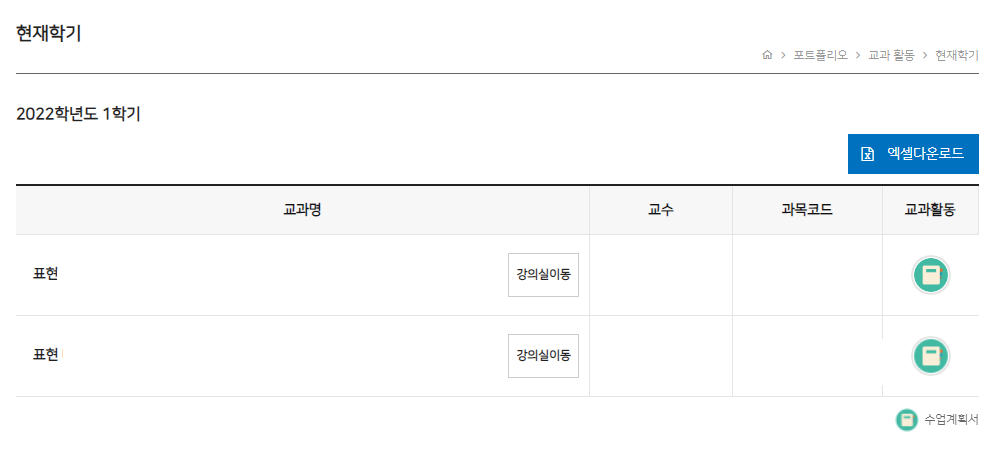 현재학기
포트폴리오 > 교과 활동 > 현재학기
2022학년도 1학기
엑셀다운로드
교과명 교수 과목코드 교과활동
표현 강의실이동
표현 강의실이동
수업계획서